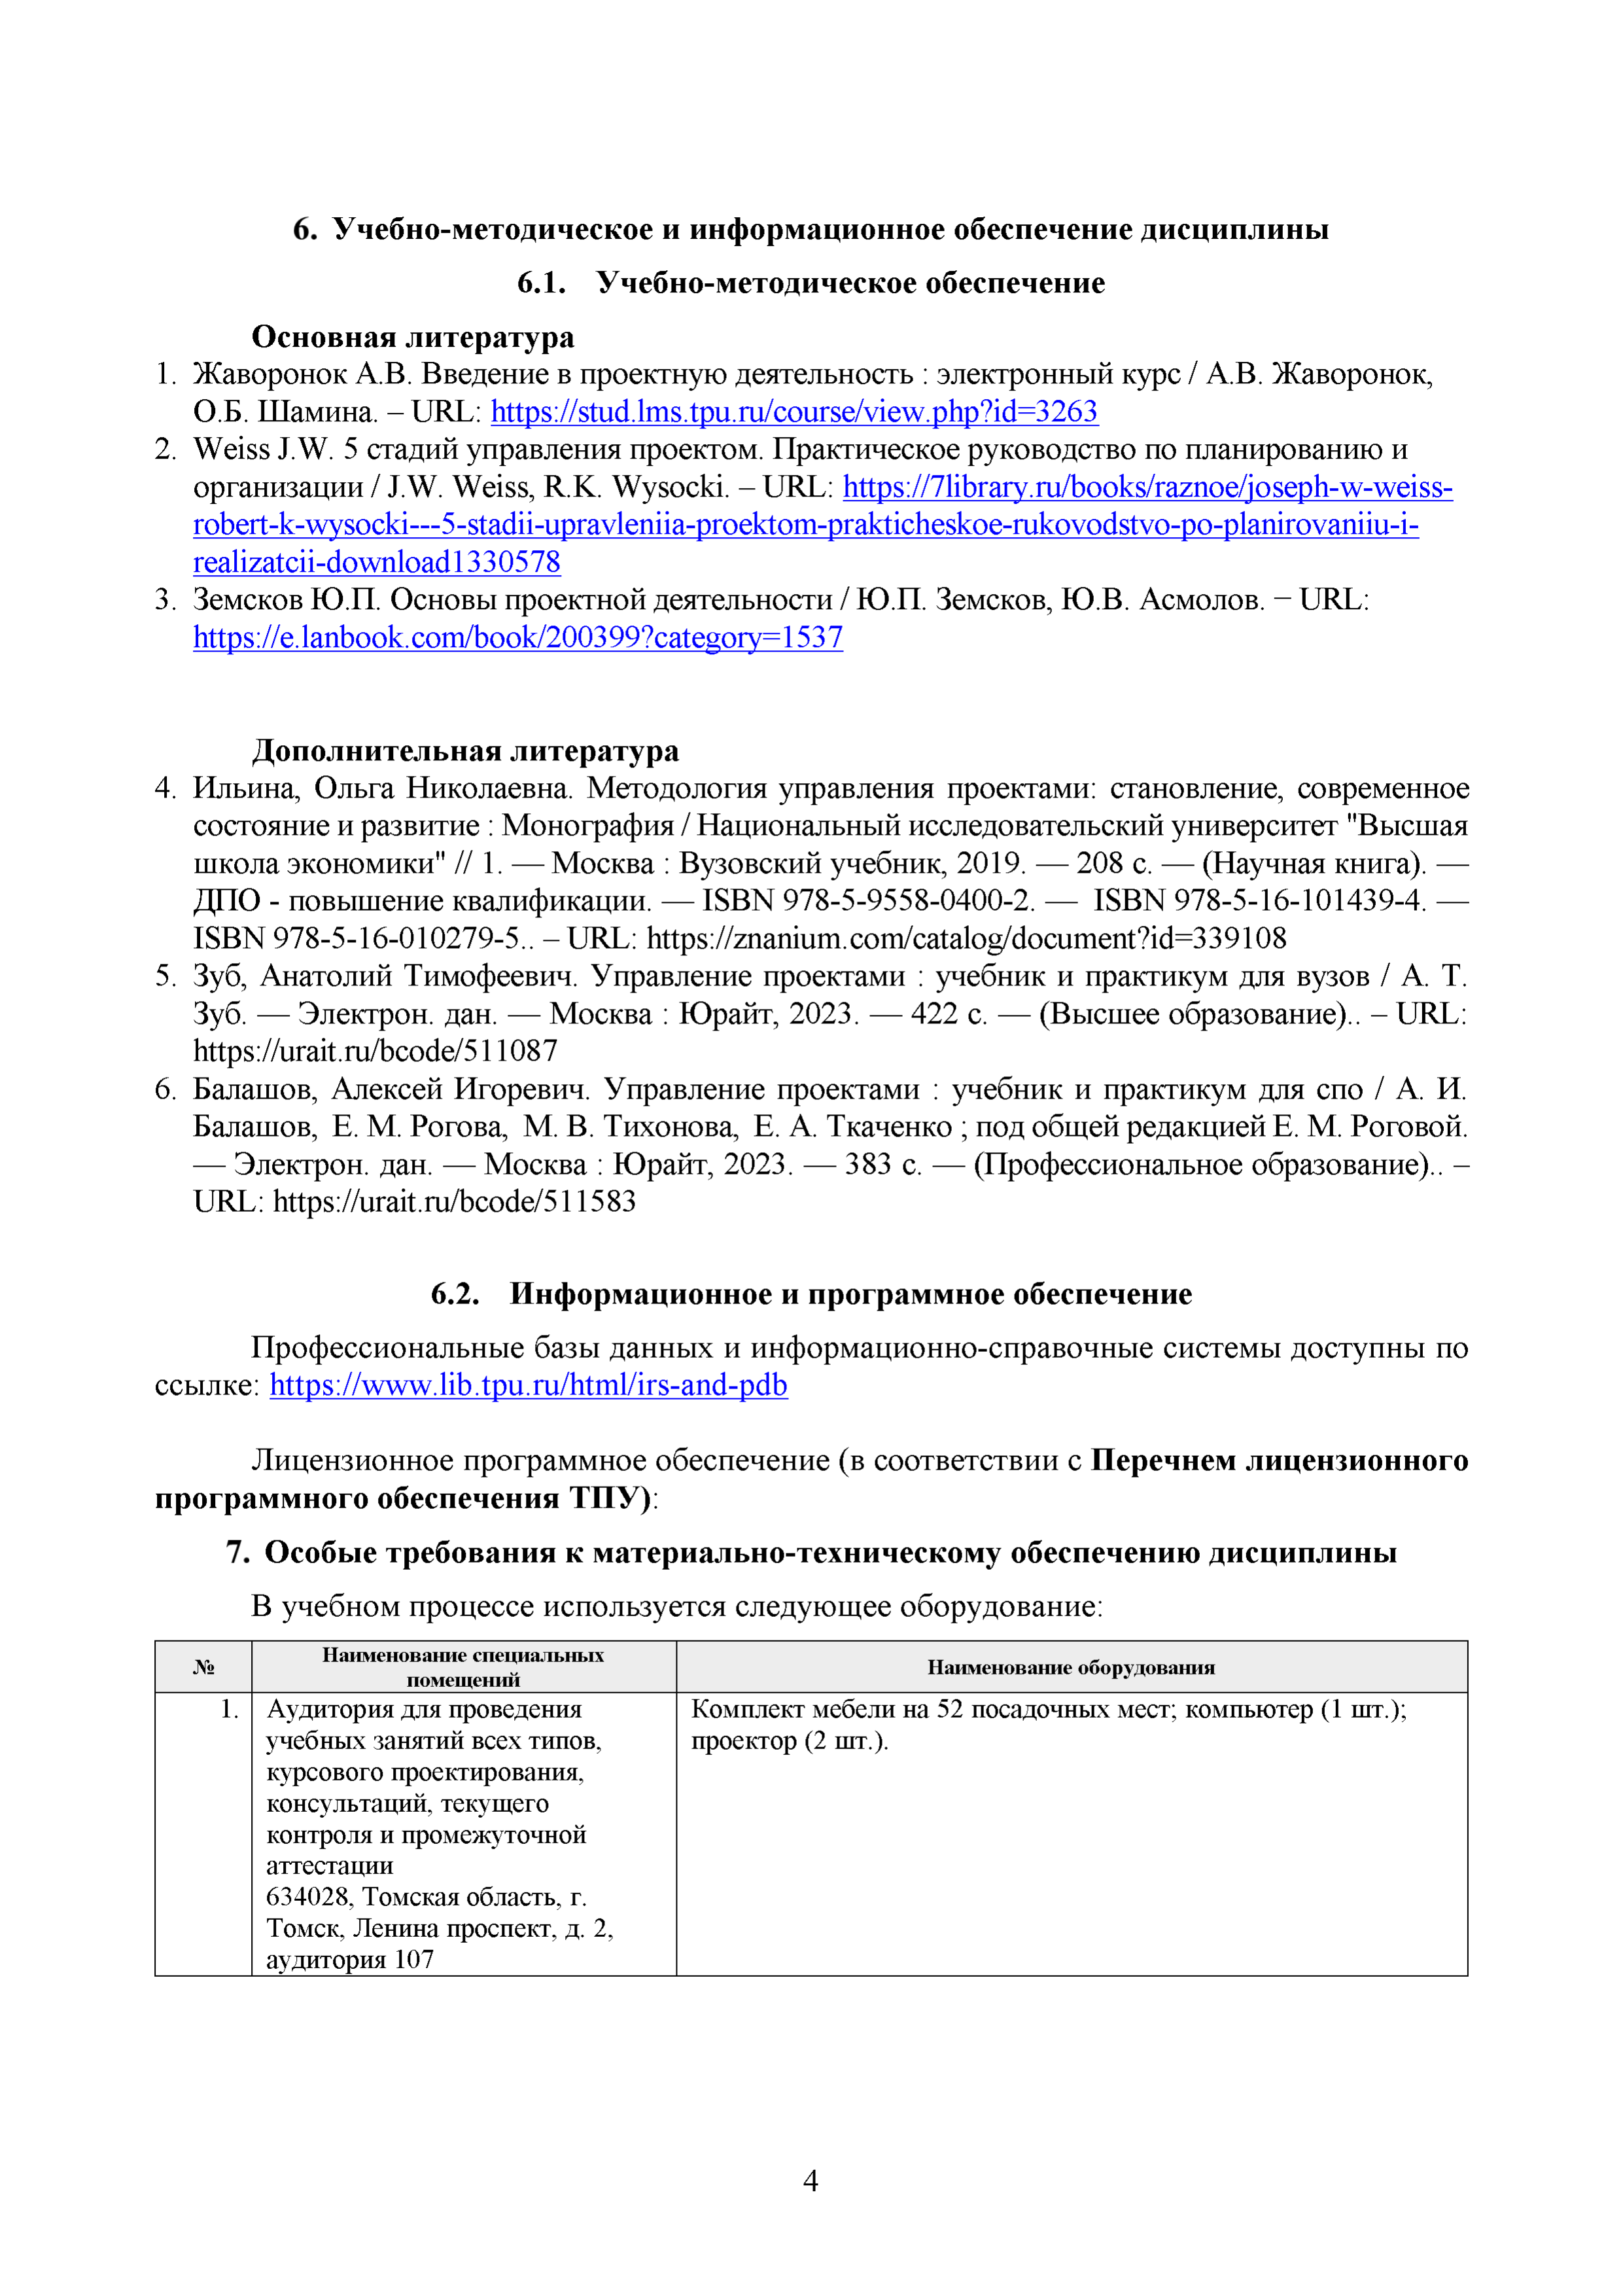 6. Учебно-методическое и информационное обеспечение дисциплины
6.1. Учебно-методическое обеспечение
Основная литература
1. Жаворонок А.В. Введение в проектную деятельность : электронный курс / А.В. Жаворонок,
О.Б. Шамина. – URL: https://stud.lms.tpu.ru/course/view.php?id=3263
2. Weiss J.W. 5 стадий управления проектом. Практическое руководство по планированию и
организации / J.W. Weiss, R.K. Wysocki. – URL: https://7library.ru/books/raznoe/joseph-w-weiss-
robert-k-wysocki---5-stadii-upravleniia-proektom-prakticheskoe-rukovodstvo-po-planirovaniiu-i-
realizatcii-download1330578
3. Земсков Ю.П. Основы проектной деятельности / Ю.П. Земсков, Ю.В. Асмолов. − URL:
https://e.lanbook.com/book/200399?category=1537
Дополнительная литература
4. Ильина, Ольга Николаевна. Методология управления проектами: становление, современное
состояние и развитие : Монография / Национальный исследовательский университет "Высшая
школа экономики" // 1. — Москва : Вузовский учебник, 2019. — 208 с. — (Научная книга). —
ДПО - повышение квалификации. — ISBN 978-5-9558-0400-2. — ISBN 978-5-16-101439-4. —
ISBN 978-5-16-010279-5.. – URL: https://znanium.com/catalog/document?id=339108
5. Зуб, Анатолий Тимофеевич. Управление проектами : учебник и практикум для вузов / А. Т.
Зуб. — Электрон. дан. — Москва : Юрайт, 2023. — 422 с. — (Высшее образование).. – URL:
https://urait.ru/bcode/511087
6. Балашов, Алексей Игоревич. Управление проектами : учебник и практикум для спо / А. И.
Балашов, Е. М. Рогова, М. В. Тихонова, Е. А. Ткаченко ; под общей редакцией Е. М. Роговой.
— Электрон. дан. — Москва : Юрайт, 2023. — 383 с. — (Профессиональное образование).. –
URL: https://urait.ru/bcode/511583
6.2. Информационное и программное обеспечение
Профессиональные базы данных и информационно-справочные системы доступны по
ссылке: https://www.lib.tpu.ru/html/irs-and-pdb
Лицензионное программное обеспечение (в соответствии с Перечнем лицензионного
программного обеспечения ТПУ):
7. Особые требования к материально-техническому обеспечению дисциплины
В учебном процессе используется следующее оборудование:
№
Наименование специальных
помещений
Наименование оборудования
1.
Аудитория для проведения
учебных занятий всех типов,
курсового проектирования,
консультаций, текущего
контроля и промежуточной
аттестации
634028, Томская область, г.
Томск, Ленина проспект, д. 2,
аудитория 107
Комплект мебели на 52 посадочных мест; компьютер (1 шт.);
проектор (2 шт.).
4